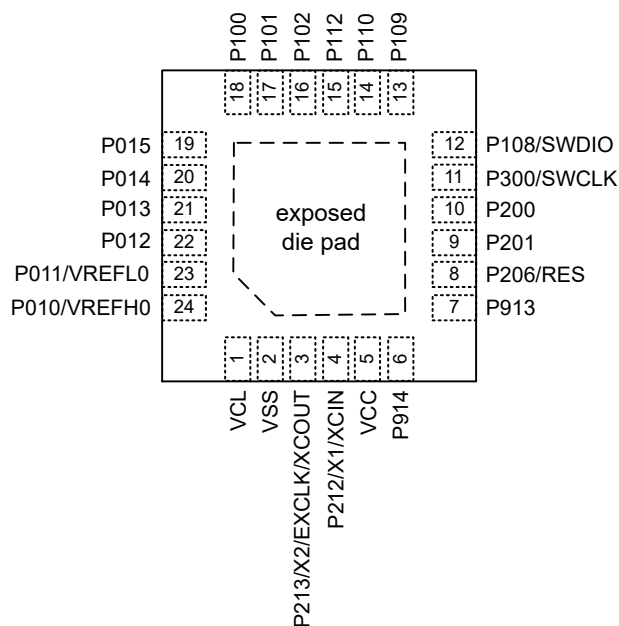 P100
P101
P102
P112
P110
P109
18
17
16
15
14
13
P015 19
P014 20
P013 21
P012 22
P011/VREFL0 23
P010/VREFH0 24
exposed
die pad
12 P108/SWDIO
11 P300/SWCLK
10 P200
9 P201
8 P206/RES
7 P913
1
2
3
4
5
6
VCL
VSS
P213/X2/EXCLK/XCOUT
P212/X1/XCIN
VCC
P914